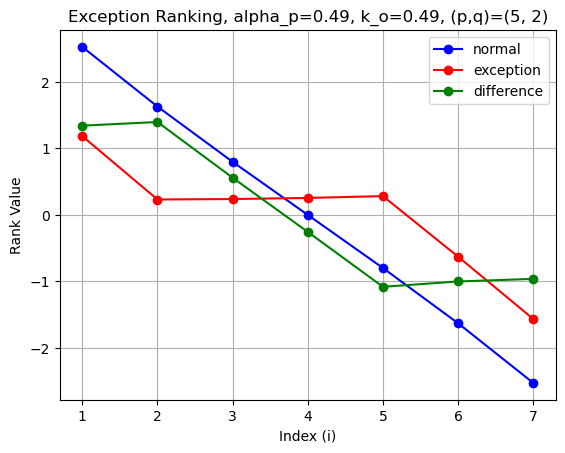 Exception Ranking, alpha_p=0.49, k_o=0.49, (p,q)=(5, 2)
normal
exception
difference
2
1
0
−1
−2
Rank Value
1 2 3 4 5 6 7
Index (i)